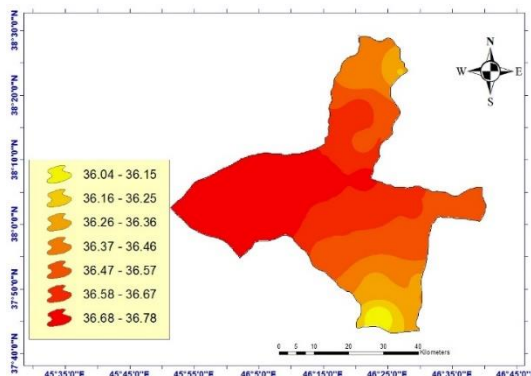 38°30'0"N
38°20'0"N
38°10'0"N
38°0'0"N
37°50'0"N
37°40'0"N
N
W E
S
36.04 - 36.15
36.16 - 36.25
36.26 - 36.36
36.37 - 36.46
36.47 - 36.57
36.58 - 36.67
36.68 - 36.78
0 5 10 20 30 40
Kilometers
45°35'0"E 45°45'0"E 45°55'0"E 46°5'0"E 46°15'0"E 46°25'0"E 46°35'0"E 46°45'0"E